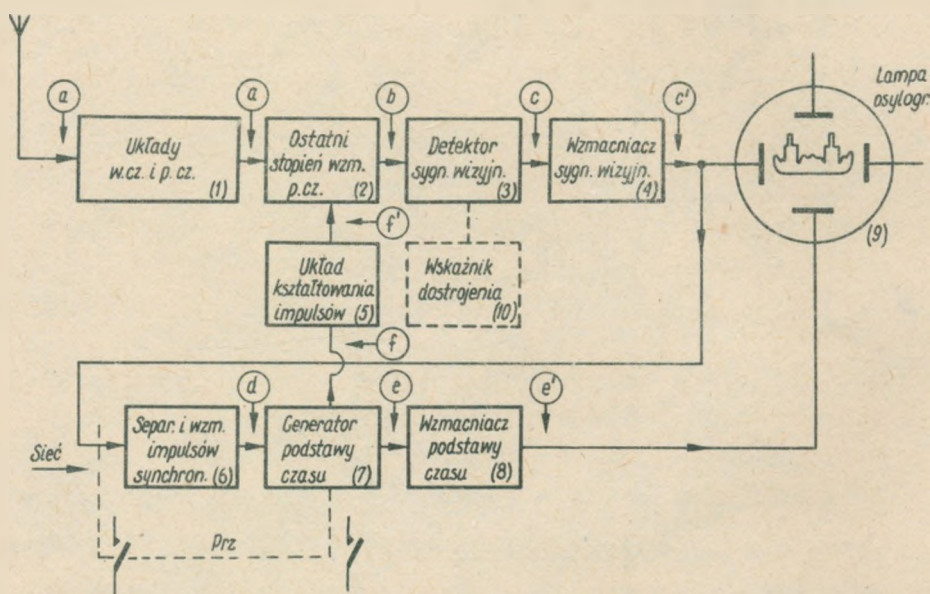 a
a
b
c
c'
Układy
w.cz. i p. cz.
(1)
Ostatni
stopień wzm.
p.cz.
(2)
Detektor
sygn. wizyjn.
(3)
Wzmacniacz
sygn. wizyjn.
(4)
Lampa
osylogr.
(9)
f'
Układ
kształtowania
impulsów (5)
Wskaźnik
dostrojenia
(10)
f
d
e
e'
Sieć
Separ. i wzm.
impulsów
synchron. (6)
Generator
podstawy
czasu (7)
Wzmacniacz
podstawy
czasu (8)
Prz